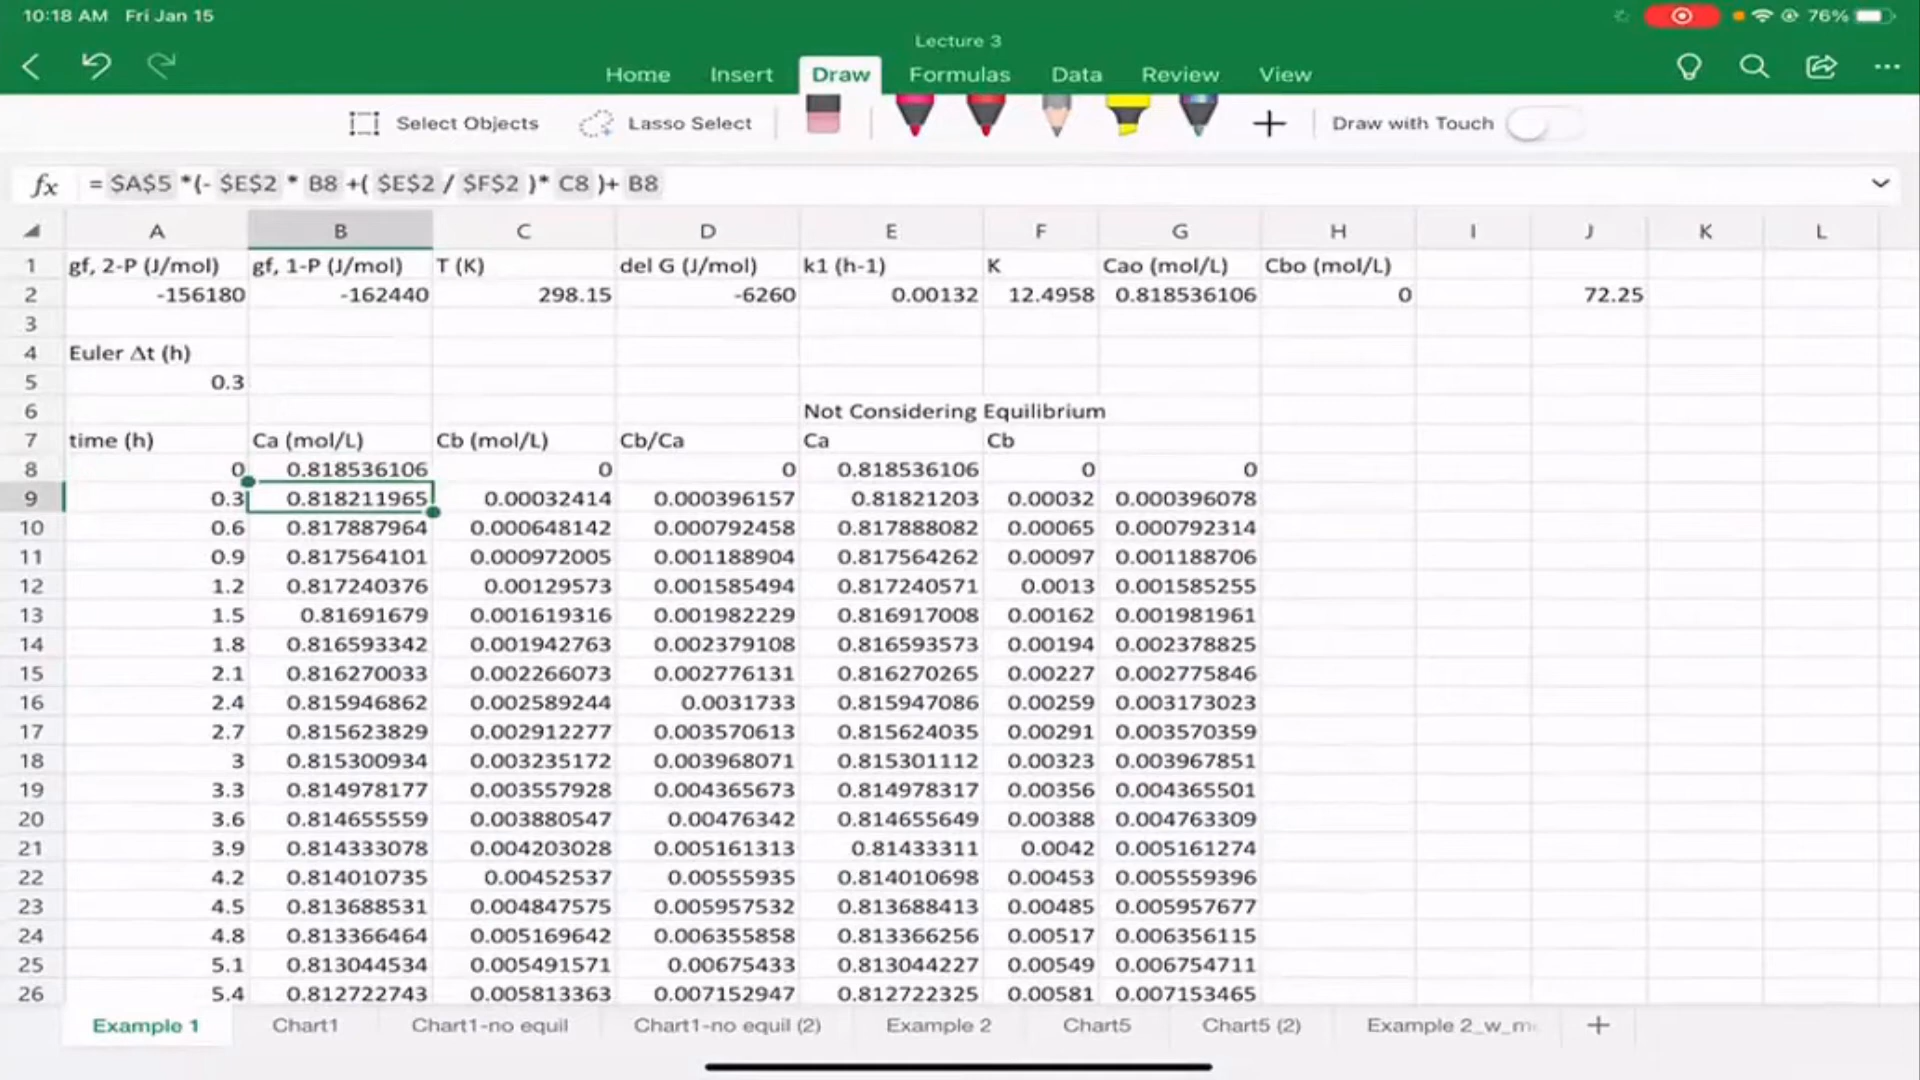 10:18 AM Fri Jan 15 76%
Lecture 3
Home Insert Draw Formulas Data Review View
Select Objects Lasso Select Draw with Touch
fx = $A$5 *(- $E$2 * B8 +( $E$2 / $F$2 )* C8 )+ B8
A B C D E F G H I J K L
1 gf, 2-P (J/mol) gf, 1-P (J/mol) T (K) del G (J/mol) k1 (h-1) K Cao (mol/L) Cbo (mol/L)
2 -156180 -162440 298.15 -6260 0.00132 12.4958 0.818536106 0 72.25
3
4 Euler Δt (h)
5 0.3
6 Not Considering Equilibrium
7 time (h) Ca (mol/L) Cb (mol/L) Cb/Ca Ca Cb
8 0 0.818536106 0 0 0.818536106 0 0
9 0.3 0.818211965 0.00032414 0.000396157 0.81821203 0.00032 0.000396078
10 0.6 0.817887964 0.000648142 0.000792458 0.817888082 0.00065 0.000792314
11 0.9 0.817564101 0.000972005 0.001188904 0.817564262 0.00097 0.001188706
12 1.2 0.817240376 0.00129573 0.001585494 0.817240571 0.0013 0.001585255
13 1.5 0.81691679 0.001619316 0.001982229 0.816917008 0.00162 0.001981961
14 1.8 0.816593342 0.001942763 0.002379108 0.816593573 0.00194 0.002378825
15 2.1 0.816270033 0.002266073 0.002776131 0.816270265 0.00227 0.002775846
16 2.4 0.815946862 0.002589244 0.0031733 0.815947086 0.00259 0.003173023
17 2.7 0.815623829 0.002912277 0.003570613 0.815624035 0.00291 0.003570359
18 3 0.815300934 0.003235172 0.003968071 0.815301112 0.00323 0.003967851
19 3.3 0.814978177 0.003557928 0.004365673 0.814978317 0.00356 0.004365501
20 3.6 0.814655559 0.003880547 0.00476342 0.814655649 0.00388 0.004763309
21 3.9 0.814333078 0.004203028 0.005161313 0.81433311 0.0042 0.005161274
22 4.2 0.814010735 0.00452537 0.00555935 0.814010698 0.00453 0.005559396
23 4.5 0.813688531 0.004847575 0.005957532 0.813688413 0.00485 0.005957677
24 4.8 0.813366464 0.005169642 0.006355858 0.813366256 0.00517 0.006356115
25 5.1 0.813044534 0.005491571 0.00675433 0.813044227 0.00549 0.006754711
26 5.4 0.812722743 0.005813363 0.007152947 0.812722325 0.00581 0.007153465
Example 1 Chart1 Chart1-no equil Chart1-no equil (2) Example 2 Chart5 Chart5 (2) Example 2_w_m